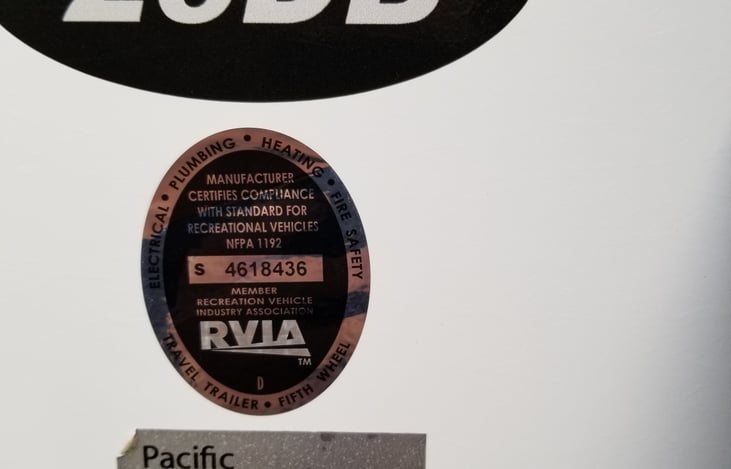 ELECTRICAL • PLUMBING • HEATING • FIRE SAFETY
MANUFACTURER
CERTIFIES COMPLIANCE
WITH STANDARD FOR
RECREATIONAL VEHICLES
NFPA 1192
S 4618436
MEMBER
RECREATION VEHICLE
INDUSTRY ASSOCIATION
RVIA
TM
D
TRAVEL TRAILER • FIFTH WHEEL
Pacific